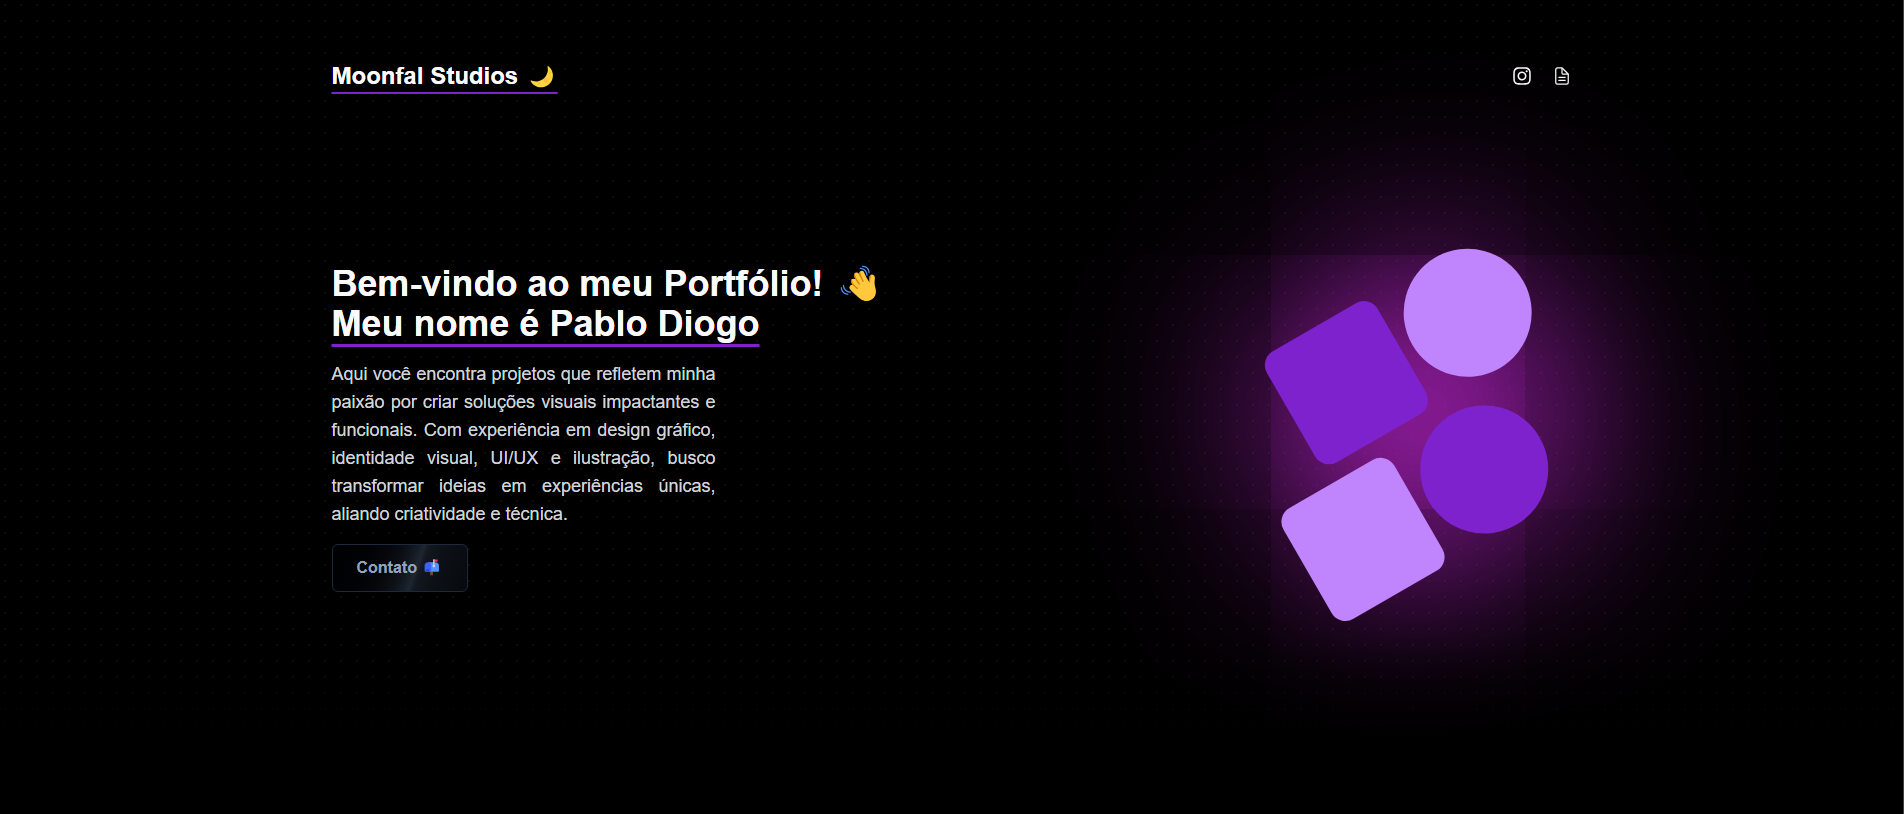 Moonfal Studios 🌙
Bem-vindo ao meu Portfólio! 👋
Meu nome é Pablo Diogo
Aqui você encontra projetos que refletem minha
paixão por criar soluções visuais impactantes e
funcionais. Com experiência em design gráfico,
identidade visual, UI/UX e ilustração, busco
transformar ideias em experiências únicas,
aliando criatividade e técnica.
Contato 📫